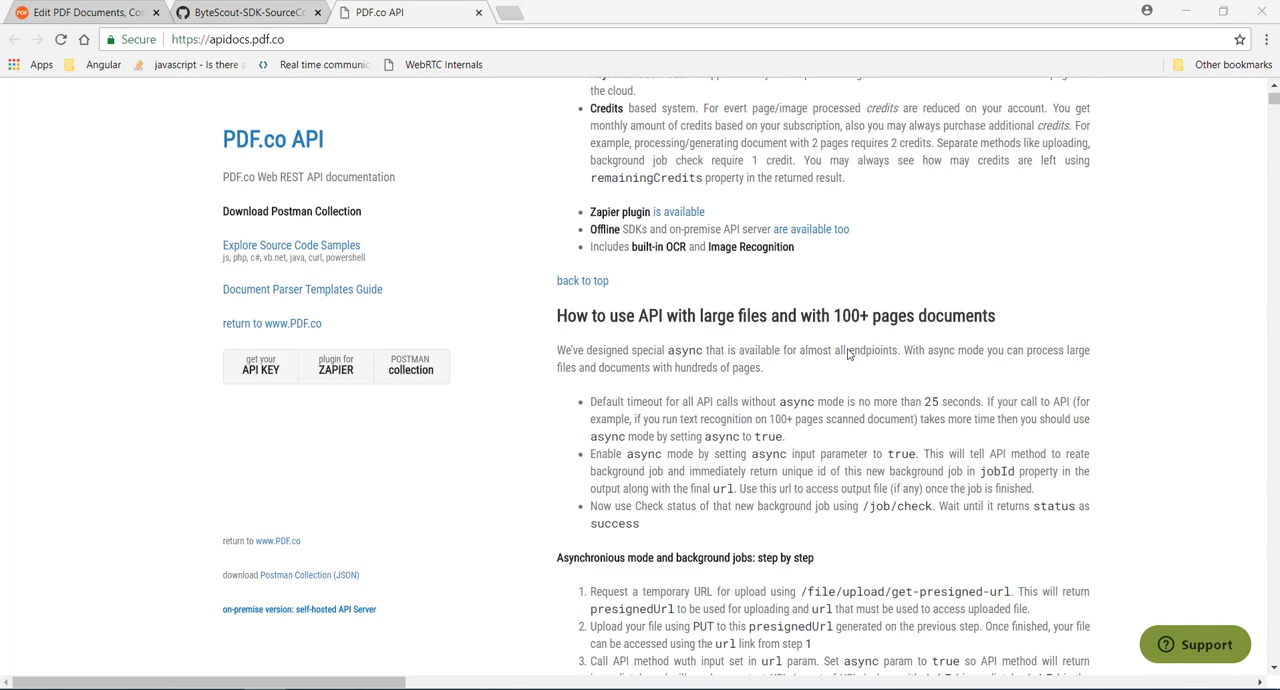 Edit PDF Documents, Cor
ByteScout-SDK-SourceCo
PDF.co API
Secure
https://apidocs.pdf.co
Apps
Angular
javascript - Is there a
Real time communic
WebRTC Internals
Other bookmarks
PDF.co API
PDF.co Web REST API documentation
Download Postman Collection
Explore Source Code Samples
js, php, c#, vb.net, java, curl, powershell
Document Parser Templates Guide
return to www.PDF.co
get your
API KEY
plugin for
ZAPIER
POSTMAN
collection
return to www.PDF.co
download Postman Collection (JSON)
on-premise version: self-hosted API Server
the cloud.
Credits based system. For evert page/image processed credits are reduced on your account. You get
monthly amount of credits based on your subscription, also you may always purchase additional credits. For
example, processing/generating document with 2 pages requires 2 credits. Separate methods like uploading,
background job check require 1 credit. You may always see how may credits are left using
remainingCredits property in the returned result.
Zapier plugin is available
Offline SDKs and on-premise API server are available too
Includes built-in OCR and Image Recognition
back to top
How to use API with large files and with 100+ pages documents
We've designed special async that is available for almost all endpioints. With async mode you can process large
files and documents with hundreds of pages.
Default timeout for all API calls without async mode is no more than 25 seconds. If your call to API (for
example, if you run text recognition on 100+ pages scanned document) takes more time then you should use
async mode by setting async to true.
Enable async mode by setting async input parameter to true. This will tell API method to reate
background job and immediately return unique id of this new background job in jobId property in the
output along with the final url. Use this url to access output file (if any) once the job is finished.
Now use Check status of that new background job using /job/check. Wait until it returns status as
success
Asynchronious mode and background jobs: step by step
1. Request a temporary URL for upload using /file/upload/get-presigned-url. This will return
presignedUrl to be used for uploading and url that must be used to access uploaded file.
2. Upload your file using PUT to this presignedUrl generated on the previous step. Once finished, your file
can be accessed using the url link from step 1
3. Call API method wuth input set in url param. Set async param to true so API method will return
Support